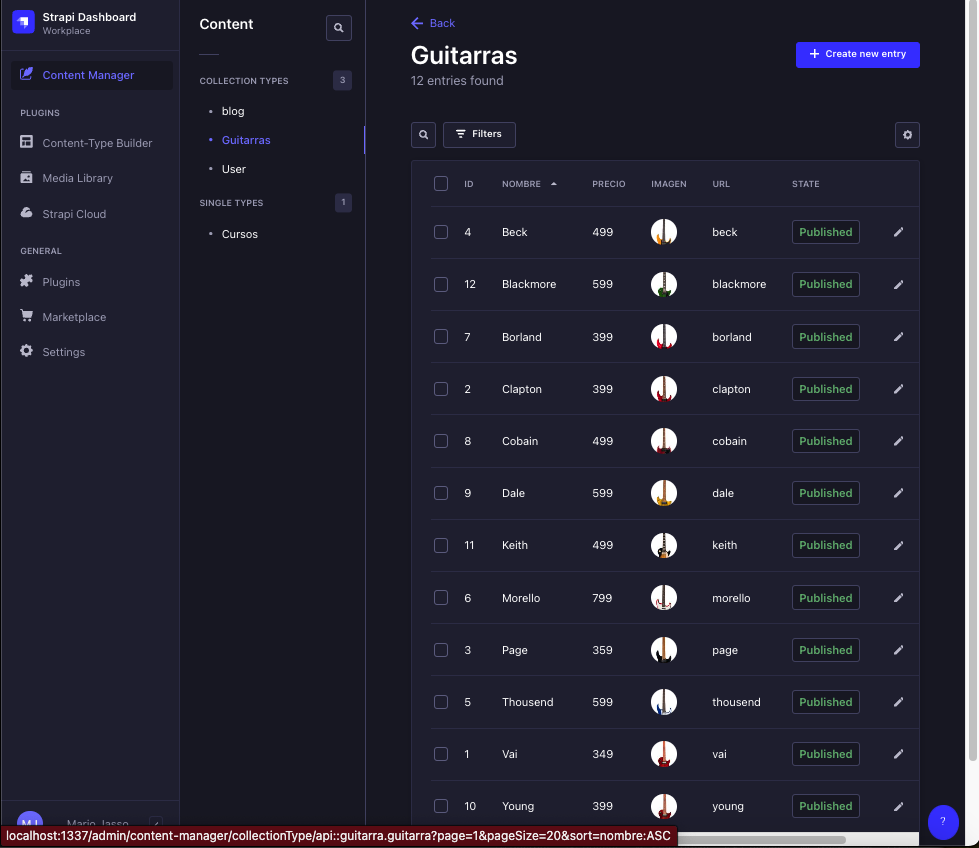 Strapi Dashboard
Workplace
Content Manager
PLUGINS
Content-Type Builder
Media Library
Strapi Cloud
GENERAL
Plugins
Marketplace
Settings
MJ
Mario Jasso
Content
COLLECTION TYPES 3
blog
Guitarras
User
SINGLE TYPES 1
Cursos
Back
Guitarras
12 entries found
Create new entry
Filters
ID NOMBRE PRECIO IMAGEN URL STATE
4 Beck 499 beck Published
12 Blackmore 599 blackmore Published
7 Borland 399 borland Published
2 Clapton 399 clapton Published
8 Cobain 499 cobain Published
9 Dale 599 dale Published
11 Keith 499 keith Published
6 Morello 799 morello Published
3 Page 359 page Published
5 Thousend 599 thousend Published
1 Vai 349 vai Published
10 Young 399 young Published
?
localhost:1337/admin/content-manager/collectionType/api::guitarra.guitarra?page=1&pageSize=20&sort=nombre:ASC